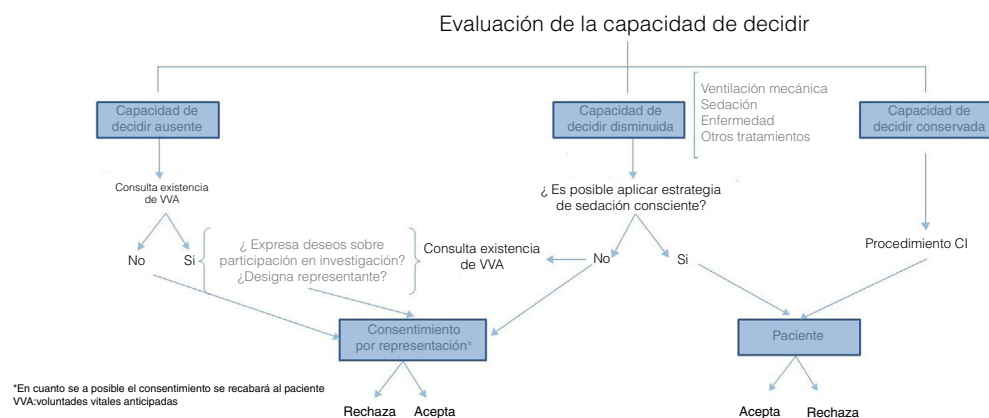 Evaluación de la capacidad de decidir
Capacidad de
decidir ausente
Capacidad de
decidir disminuida
Ventilación mecánica
Sedación
Enfermedad
Otros tratamientos
Capacidad de
decidir conservada
Consulta existencia
de VVA
¿ Es posible aplicar estrategia
de sedación consciente?
No
Si
¿ Expresa deseos sobre
participación en investigación?
¿Designa representante?
Consulta existencia
de VVA
No
Si
Procedimiento CI
Consentimiento
por representación*
Paciente
*En cuanto se a posible el consentimiento se recabará al paciente
VVA:voluntades vitales anticipadas
Rechaza
Acepta
Acepta
Rechaza